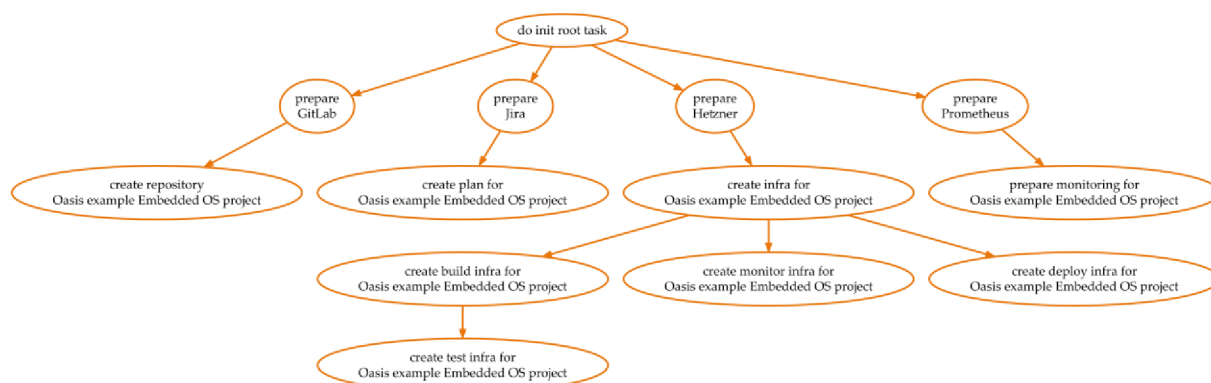 do init root task
prepare
GitLab
prepare
Jira
prepare
Hetzner
prepare
Prometheus
create repository
Oasis example Embedded OS project
create plan for
Oasis example Embedded OS project
create infra for
Oasis example Embedded OS project
prepare monitoring for
Oasis example Embedded OS project
create build infra for
Oasis example Embedded OS project
create monitor infra for
Oasis example Embedded OS project
create deploy infra for
Oasis example Embedded OS project
create test infra for
Oasis example Embedded OS project